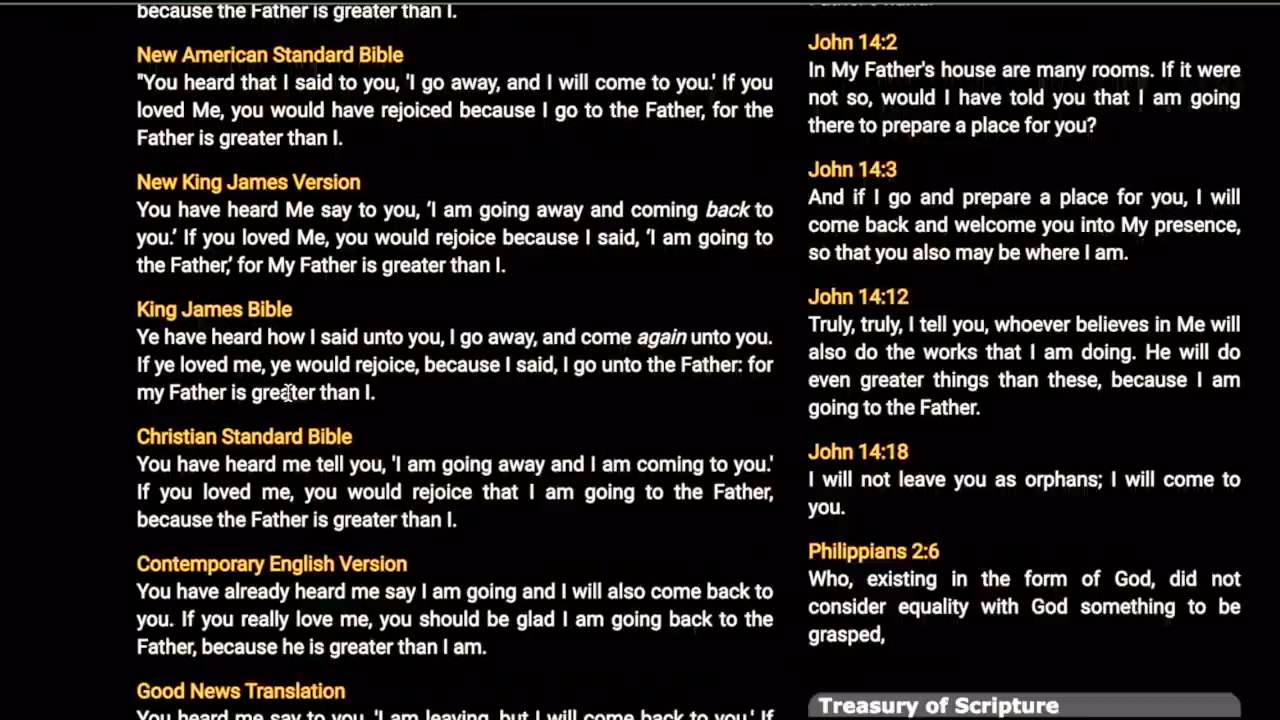 because the Father is greater than I.
New American Standard Bible
"You heard that I said to you, 'I go away, and I will come to you.' If you
loved Me, you would have rejoiced because I go to the Father, for the
Father is greater than I.
New King James Version
You have heard Me say to you, ‘I am going away and coming back to
you.’ If you loved Me, you would rejoice because I said, ‘I am going to
the Father,’ for My Father is greater than I.
King James Bible
Ye have heard how I said unto you, I go away, and come again unto you.
If ye loved me, ye would rejoice, because I said, I go unto the Father: for
my Father is greater than I.
Christian Standard Bible
You have heard me tell you, 'I am going away and I am coming to you.'
If you loved me, you would rejoice that I am going to the Father,
because the Father is greater than I.
Contemporary English Version
You have already heard me say I am going and I will also come back to
you. If you really love me, you should be glad I am going back to the
Father, because he is greater than I am.
Good News Translation
You heard me say to you, 'I am leaving, but I will come back to you.' If
John 14:2
In My Father's house are many rooms. If it were
not so, would I have told you that I am going
there to prepare a place for you?
John 14:3
And if I go and prepare a place for you, I will
come back and welcome you into My presence,
so that you also may be where I am.
John 14:12
Truly, truly, I tell you, whoever believes in Me will
also do the works that I am doing. He will do
even greater things than these, because I am
going to the Father.
John 14:18
I will not leave you as orphans; I will come to
you.
Philippians 2:6
Who, existing in the form of God, did not
consider equality with God something to be
grasped,
Treasury of Scripture